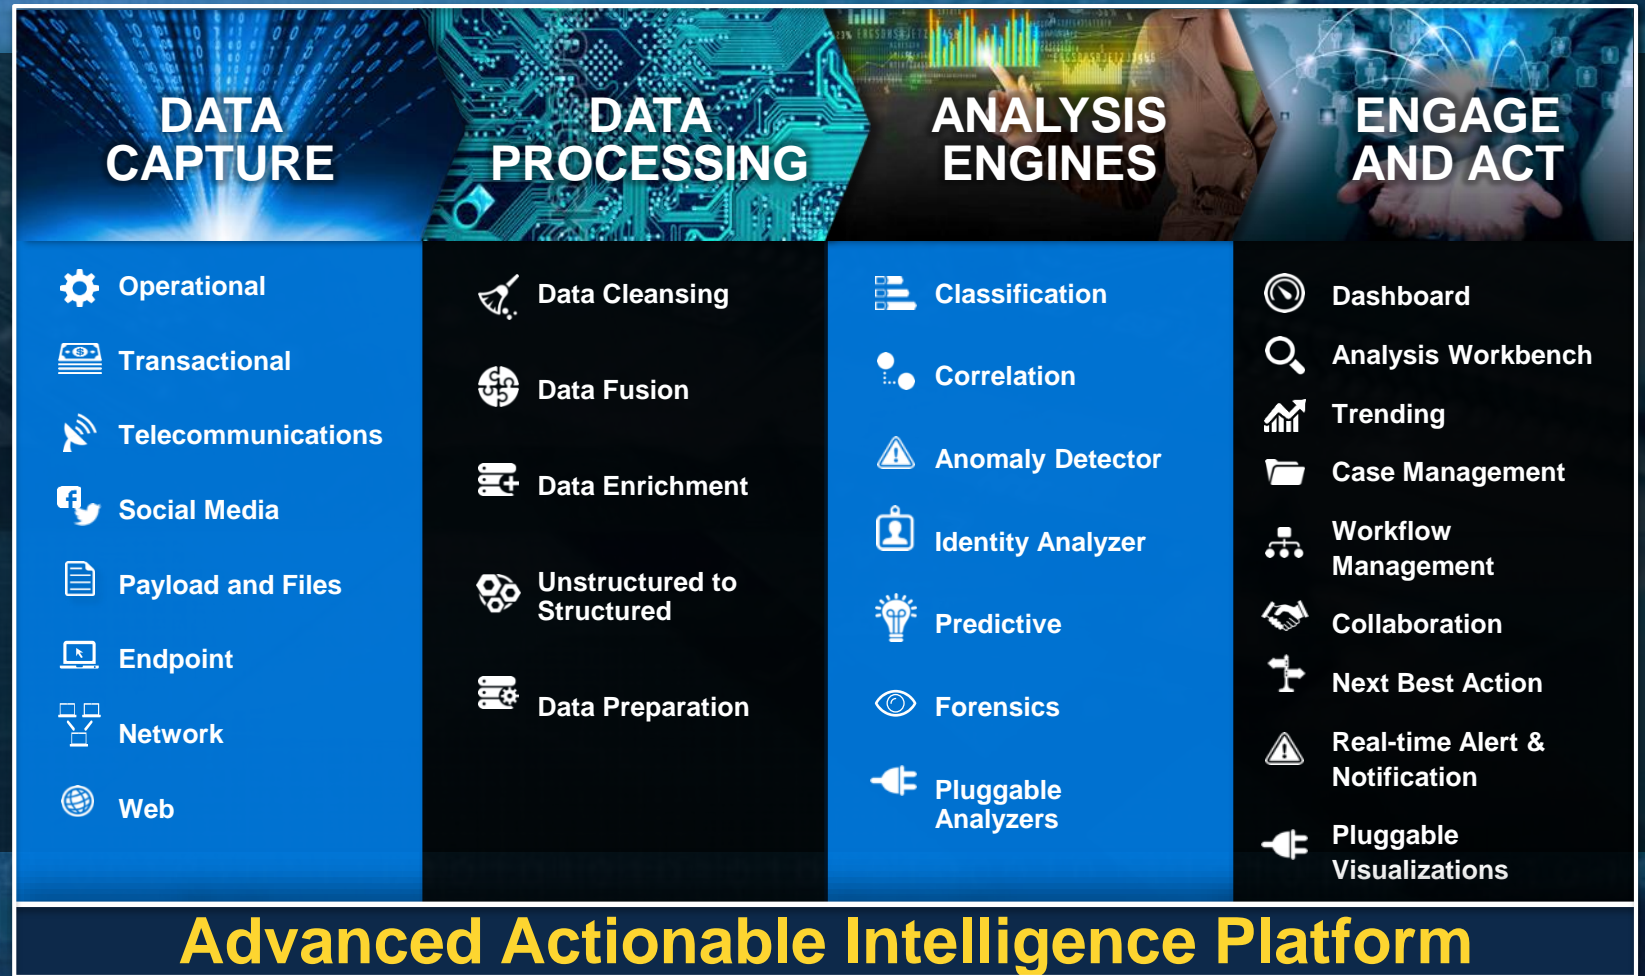 DATA
CAPTURE
DATA
PROCESSING
ANALYSIS
ENGINES
ENGAGE
AND ACT
Operational
Transactional
Telecommunications
Social Media
Payload and Files
Endpoint
Network
Web
Data Cleansing
Data Fusion
Data Enrichment
Unstructured to
Structured
Data Preparation
Classification
Correlation
Anomaly Detector
Identity Analyzer
Predictive
Forensics
Pluggable
Analyzers
Dashboard
Analysis Workbench
Trending
Case Management
Workflow
Management
Collaboration
Next Best Action
Real-time Alert &
Notification
Pluggable
Visualizations
Advanced Actionable Intelligence Platform